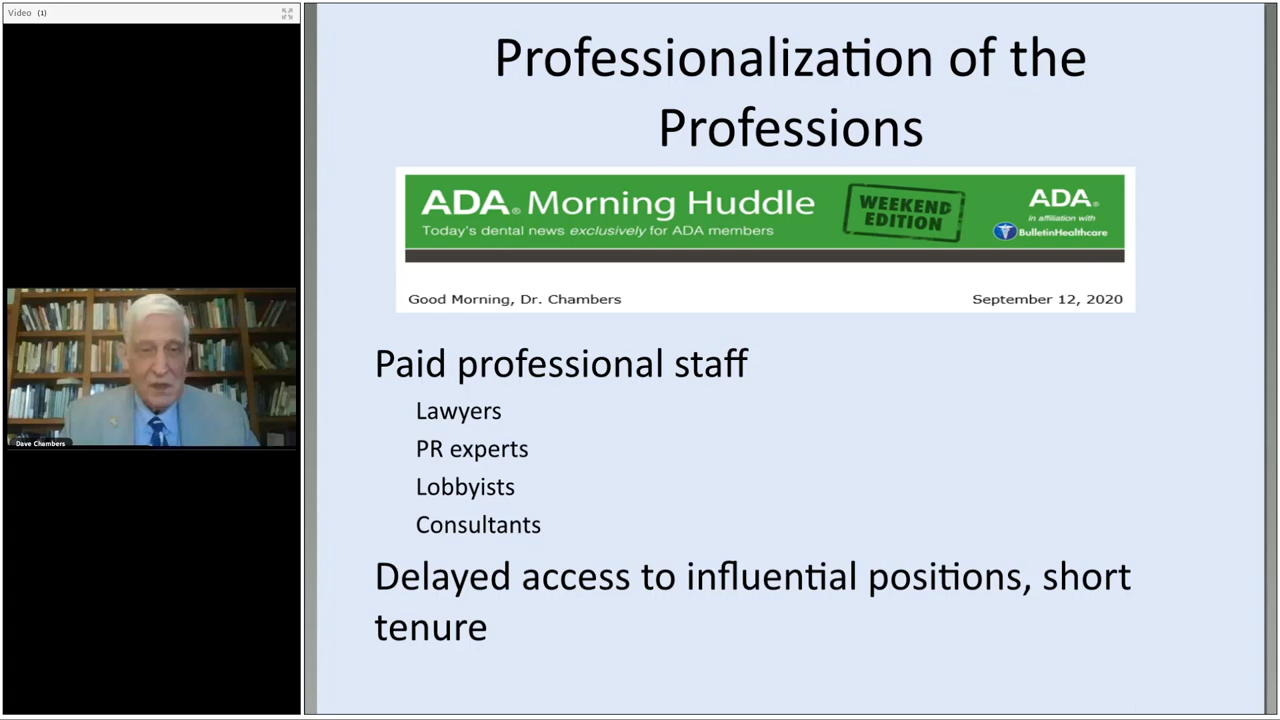 Video (1)
Professionalization of the
Professions
ADA® Morning Huddle
Today's dental news exclusively for ADA members
WEEKEND
EDITION
ADA®
in affiliation with
BulletinHealthcare
Good Morning, Dr. Chambers
September 12, 2020
Paid professional staff
Lawyers
PR experts
Lobbyists
Consultants
Delayed access to influential positions, short
tenure
Dave Chambers